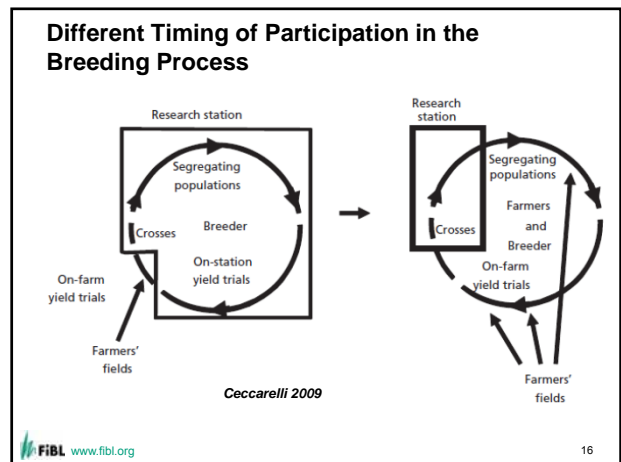 Different Timing of Participation in the
Breeding Process
Research station
Segregating
populations
Crosses
Breeder
On-station
yield trials
On-farm
yield trials
Farmers'
fields
Research
station
Segregating
populations
Crosses
Farmers
and
Breeder
On-farm
yield trials
Farmers'
fields
Ceccarelli 2009
FiBL www.fibl.org
16